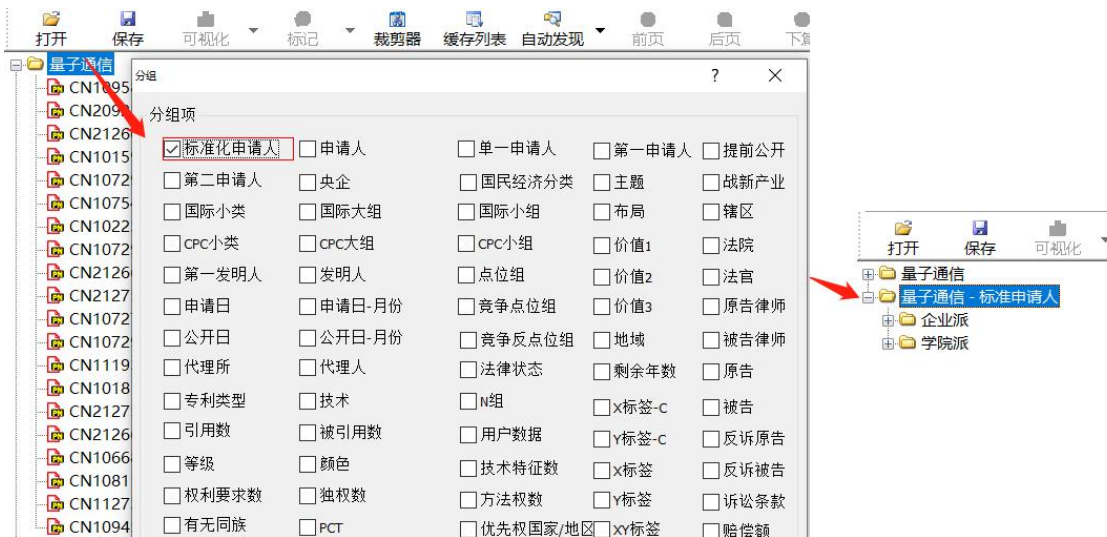 打开 保存 可视化 标记 裁剪器 缓存列表 自动发现 前页 后页
量子通信
CN1095
CN209
CN2126
CN1015
CN1072
CN1075
CN1022
CN1072
CN2126
CN2127
CN1072
CN1072
CN1119
CN1018
CN2127
CN2126
CN1066
CN1081
CN1127
CN1094
分组 ?
分组项
标准化申请人 申请人 单一申请人 第一申请人 提前公开
第二申请人 央企 国民经济分类 主题 战新产业
国际小类 国际大组 国际小组 布局 辖区
CPC小类 CPC大组 CPC小组 价值1 法院
第一发明人 发明人 点位组 价值2 法官
申请日 申请日-月份 竞争点位组 价值3 原告律师
公开日 公开日-月份 竞争反点位组 地域 被告律师
代理所 代理人 法律状态 剩余年数 原告
专利类型 技术 N组 X标签-C 被告
引用数 被引用数 用户数据 Y标签-C 反诉原告
等级 颜色 技术特征数 X标签 反诉被告
权利要求数 独权数 方法权数 Y标签 诉讼条款
有无同族 PCT 优先权国家/地区 XY标签 赔偿额
打开 保存 可视化
量子通信
量子通信 - 标准申请人
企业派
学院派